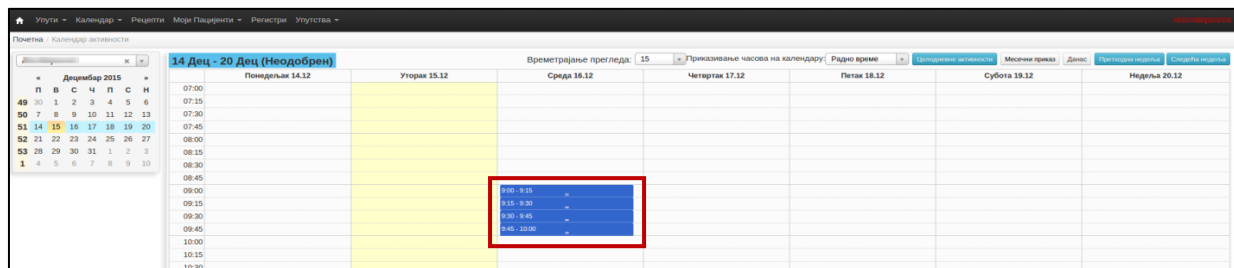 Упути Календар Рецепти Моји Пацијенти Регистри Упутства
Почетна / Календар активности
14 Дец - 20 Дец (Неодобрен) Времетрајање прегледа: 15 Приказивање часова на календару: Радно време Целодневне активности Месечни приказ Данас Претходна недеља Следећа недеља
« Децембар 2015 »
П В С Ч П С Н
49 30 1 2 3 4 5 6
50 7 8 9 10 11 12 13
51 14 15 16 17 18 19 20
52 21 22 23 24 25 26 27
53 28 29 30 31 1 2 3
1 4 5 6 7 8 9 10
Понедељак 14.12 Уторак 15.12 Среда 16.12 Четвртак 17.12 Петак 18.12 Субота 19.12 Недеља 20.12
07:00
07:15
07:30
07:45
08:00
08:15
08:30
08:45
09:00 9:00 - 9:15
09:15 9:15 - 9:30
09:30 9:30 - 9:45
09:45 9:45 - 10:00
10:00
10:15
10:30